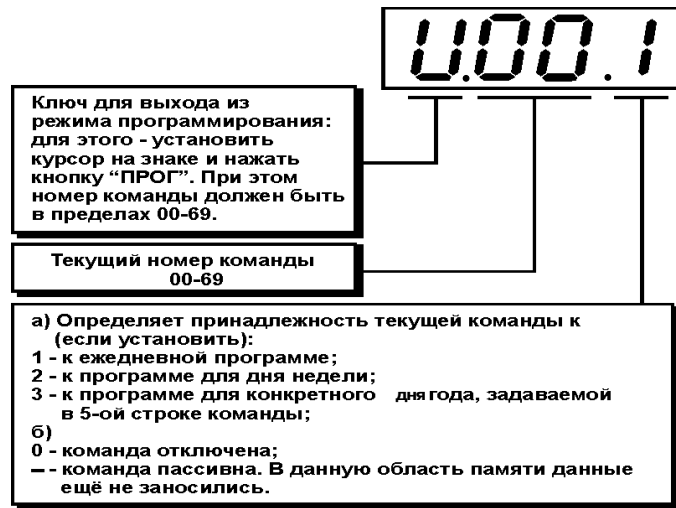 U.00.1
Ключ для выхода из
режима программирования:
для этого - установить
курсор на знаке и нажать
кнопку “ПРОГ”. При этом
номер команды должен быть
в пределах 00-69.
Текущий номер команды
00-69
а) Определяет принадлежность текущей команды к
(если установить):
1 - к ежедневной программе;
2 - к программе для дня недели;
3 - к программе для конкретного дня года, задаваемой
в 5-ой строке команды;
б)
0 - команда отключена;
– - команда пассивна. В данную область памяти данные
ещё не заносились.